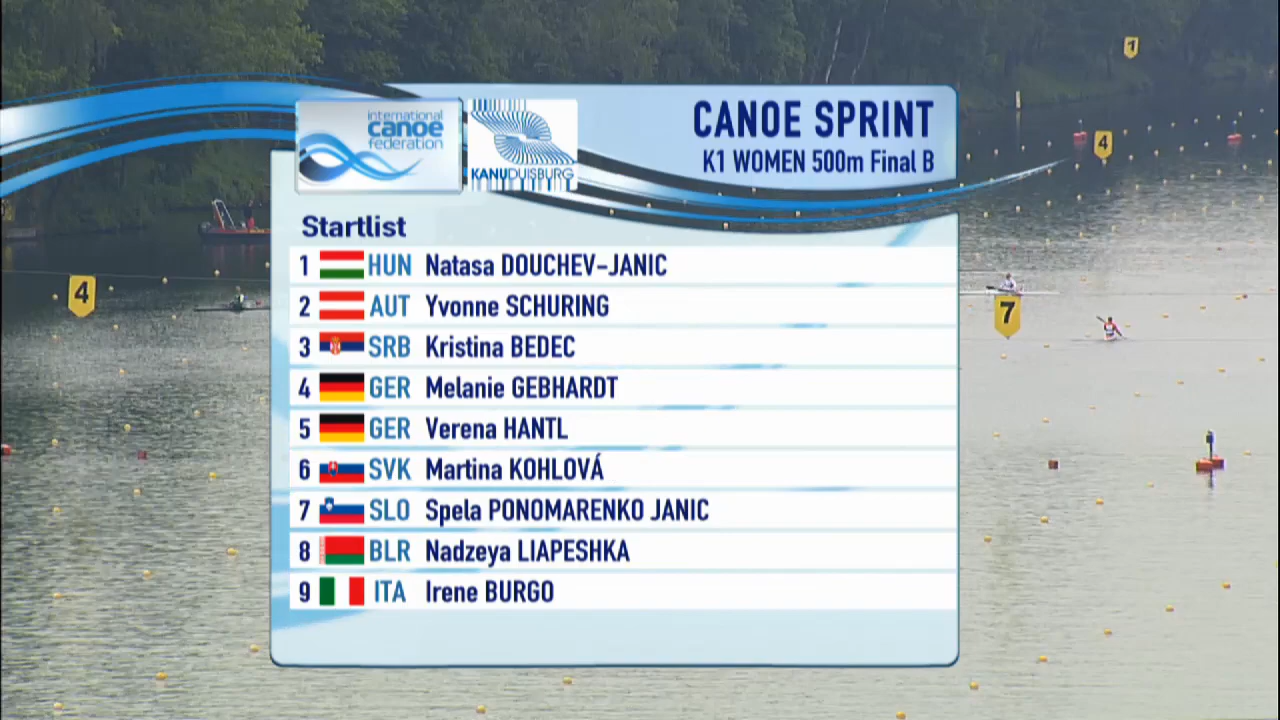 1
4
international
canoe
federation
KANUDUISBURG
CANOE SPRINT
K1 WOMEN 500m Final B
Startlist
1 HUN Natasa DOUCHEV-JANIC
2 AUT Yvonne SCHURING
3 SRB Kristina BEDEC
4 GER Melanie GEBHARDT
5 GER Verena HANTL
6 SVK Martina KOHLOVÁ
7 SLO Spela PONOMARENKO JANIC
8 BLR Nadzeya LIAPESHKA
9 ITA Irene BURGO
4
7